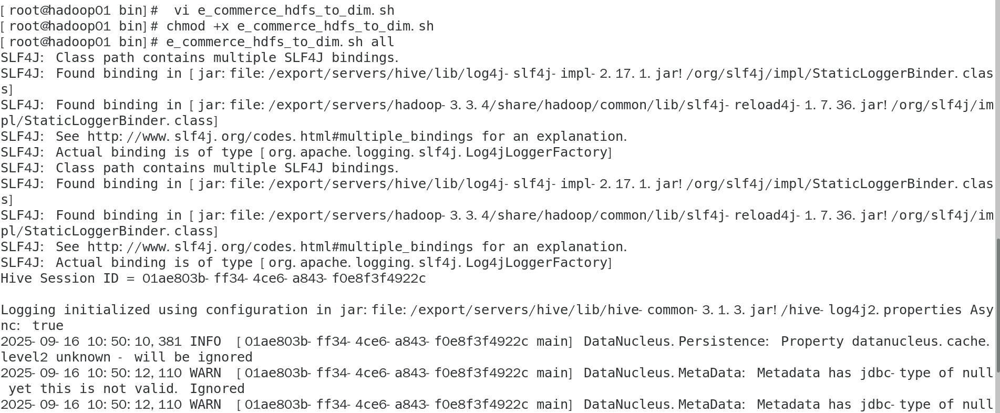 [root@hadoop01 bin]#  vi e_commerce_hdfs_to_dim.sh
[root@hadoop01 bin]# chmod +x e_commerce_hdfs_to_dim.sh
[root@hadoop01 bin]# e_commerce_hdfs_to_dim.sh all
SLF4J: Class path contains multiple SLF4J bindings.
SLF4J: Found binding in [jar:file:/export/servers/hive/lib/log4j-slf4j-impl-2.17.1.jar!/org/slf4j/impl/StaticLoggerBinder.clas
s]
SLF4J: Found binding in [jar:file:/export/servers/hadoop-3.3.4/share/hadoop/common/lib/slf4j-reload4j-1.7.36.jar!/org/slf4j/im
pl/StaticLoggerBinder.class]
SLF4J: See http://www.slf4j.org/codes.html#multiple_bindings for an explanation.
SLF4J: Actual binding is of type [org.apache.logging.slf4j.Log4jLoggerFactory]
SLF4J: Class path contains multiple SLF4J bindings.
SLF4J: Found binding in [jar:file:/export/servers/hive/lib/log4j-slf4j-impl-2.17.1.jar!/org/slf4j/impl/StaticLoggerBinder.clas
s]
SLF4J: Found binding in [jar:file:/export/servers/hadoop-3.3.4/share/hadoop/common/lib/slf4j-reload4j-1.7.36.jar!/org/slf4j/im
pl/StaticLoggerBinder.class]
SLF4J: See http://www.slf4j.org/codes.html#multiple_bindings for an explanation.
SLF4J: Actual binding is of type [org.apache.logging.slf4j.Log4jLoggerFactory]
Hive Session ID = 01ae803b-ff34-4ce6-a843-f0e8f3f4922c

Logging initialized using configuration in jar:file:/export/servers/hive/lib/hive-common-3.1.3.jar!/hive-log4j2.properties Asy
nc: true
2025-09-16 10:50:10,381 INFO  [01ae803b-ff34-4ce6-a843-f0e8f3f4922c main] DataNucleus.Persistence: Property datanucleus.cache.
level2 unknown - will be ignored
2025-09-16 10:50:12,110 WARN  [01ae803b-ff34-4ce6-a843-f0e8f3f4922c main] DataNucleus.MetaData: Metadata has jdbc-type of null
 yet this is not valid. Ignored
2025-09-16 10:50:12,110 WARN  [01ae803b-ff34-4ce6-a843-f0e8f3f4922c main] DataNucleus.MetaData: Metadata has jdbc-type of null